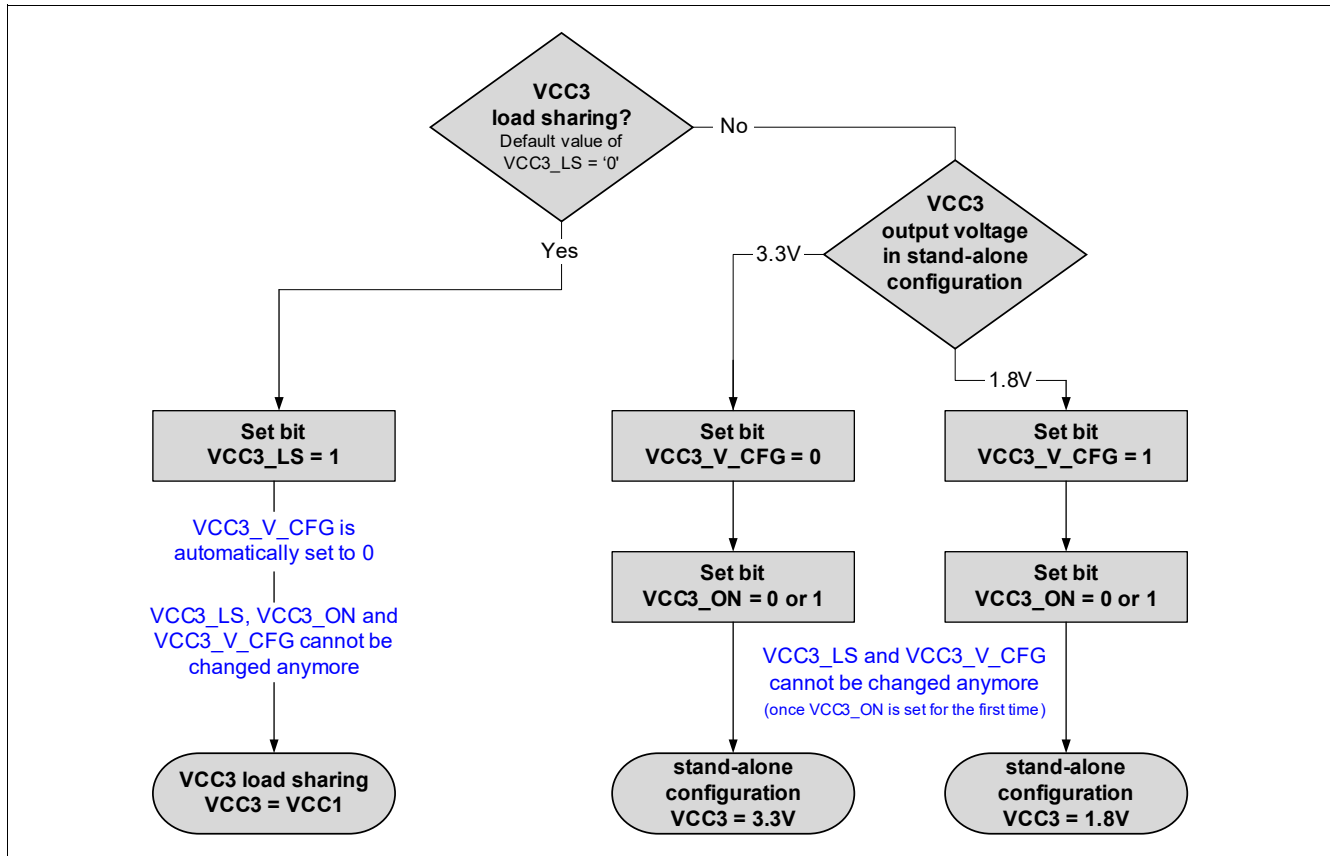 VCC3
load sharing?
Default value of
VCC3_LS = ‘0'
No
Yes
VCC3
output voltage
in stand-alone
configuration
3.3V
1.8V
Set bit
VCC3_LS = 1
VCC3_V_CFG is
automatically set to 0
VCC3_LS, VCC3_ON and
VCC3_V_CFG cannot be
changed anymore
VCC3 load sharing
VCC3 = VCC1
Set bit
VCC3_V_CFG = 0
Set bit
VCC3_ON = 0 or 1
Set bit
VCC3_V_CFG = 1
Set bit
VCC3_ON = 0 or 1
VCC3_LS and VCC3_V_CFG
cannot be changed anymore
(once VCC3_ON is set for the first time)
stand-alone
configuration
VCC3 = 3.3V
stand-alone
configuration
VCC3 = 1.8V